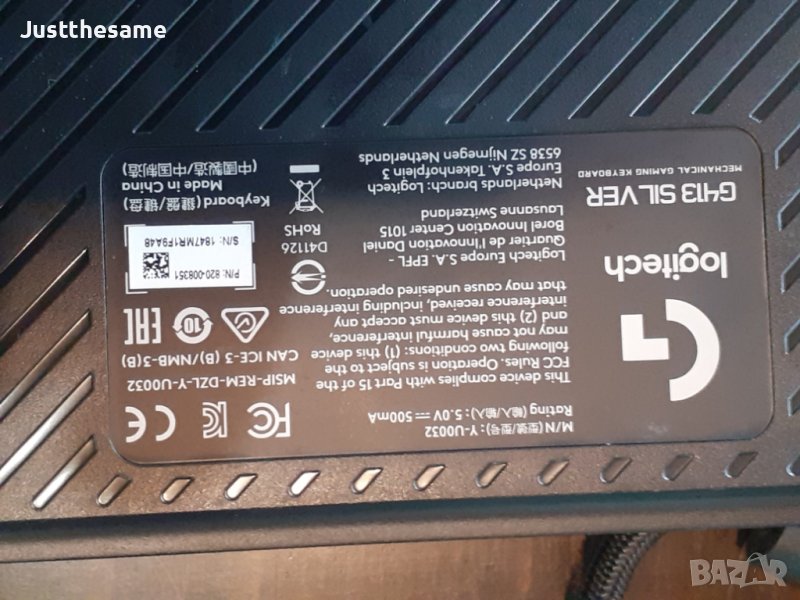 Justthesame
logitech
G413 SILVER
MECHANICAL GAMING KEYBOARD
M/N (型號/型号): Y-U0032
Rating (輸入/输入): 5.0V 500mA
This device complies with Part 15 of the
FCC Rules. Operation is subject to the
following two conditions: (1) this device
may not cause harmful interference,
and (2) this device must accept any
interference received, including interference
that may cause undesired operation.
Logitech Europe S.A. EPFL -
Quartier de l'Innovation Daniel
Borel Innovation Center 1015
Lausanne Switzerland
Netherlands branch: Logitech
Europe S.A. Takenhofplein 3
6538 SZ Nijmegen Netherlands
FC CE
MSIP-REM-DZL-Y-U0032
CAN ICE-3 (B)/NMB-3(B)
10 EAC
D41126
RoHS
P/N: 820-008351
S/N: 1847MR1F9A48
Keyboard (鍵盤/键盘)
Made in China
(中國製造/中国制造)
BAZAR